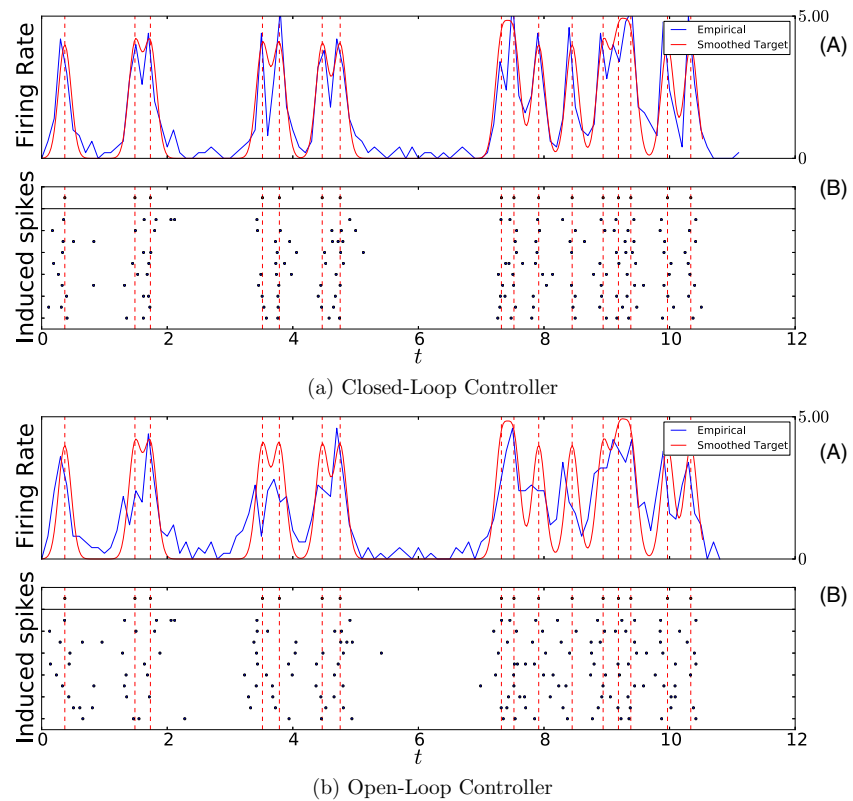 Firing Rate
5.00
0
Empirical
Smoothed Target
(A)
Induced spikes
(B)
0 2 4 6 8 10 12
t
(a) Closed-Loop Controller
Firing Rate
5.00
0
Empirical
Smoothed Target
(A)
Induced spikes
(B)
0 2 4 6 8 10 12
t
(b) Open-Loop Controller